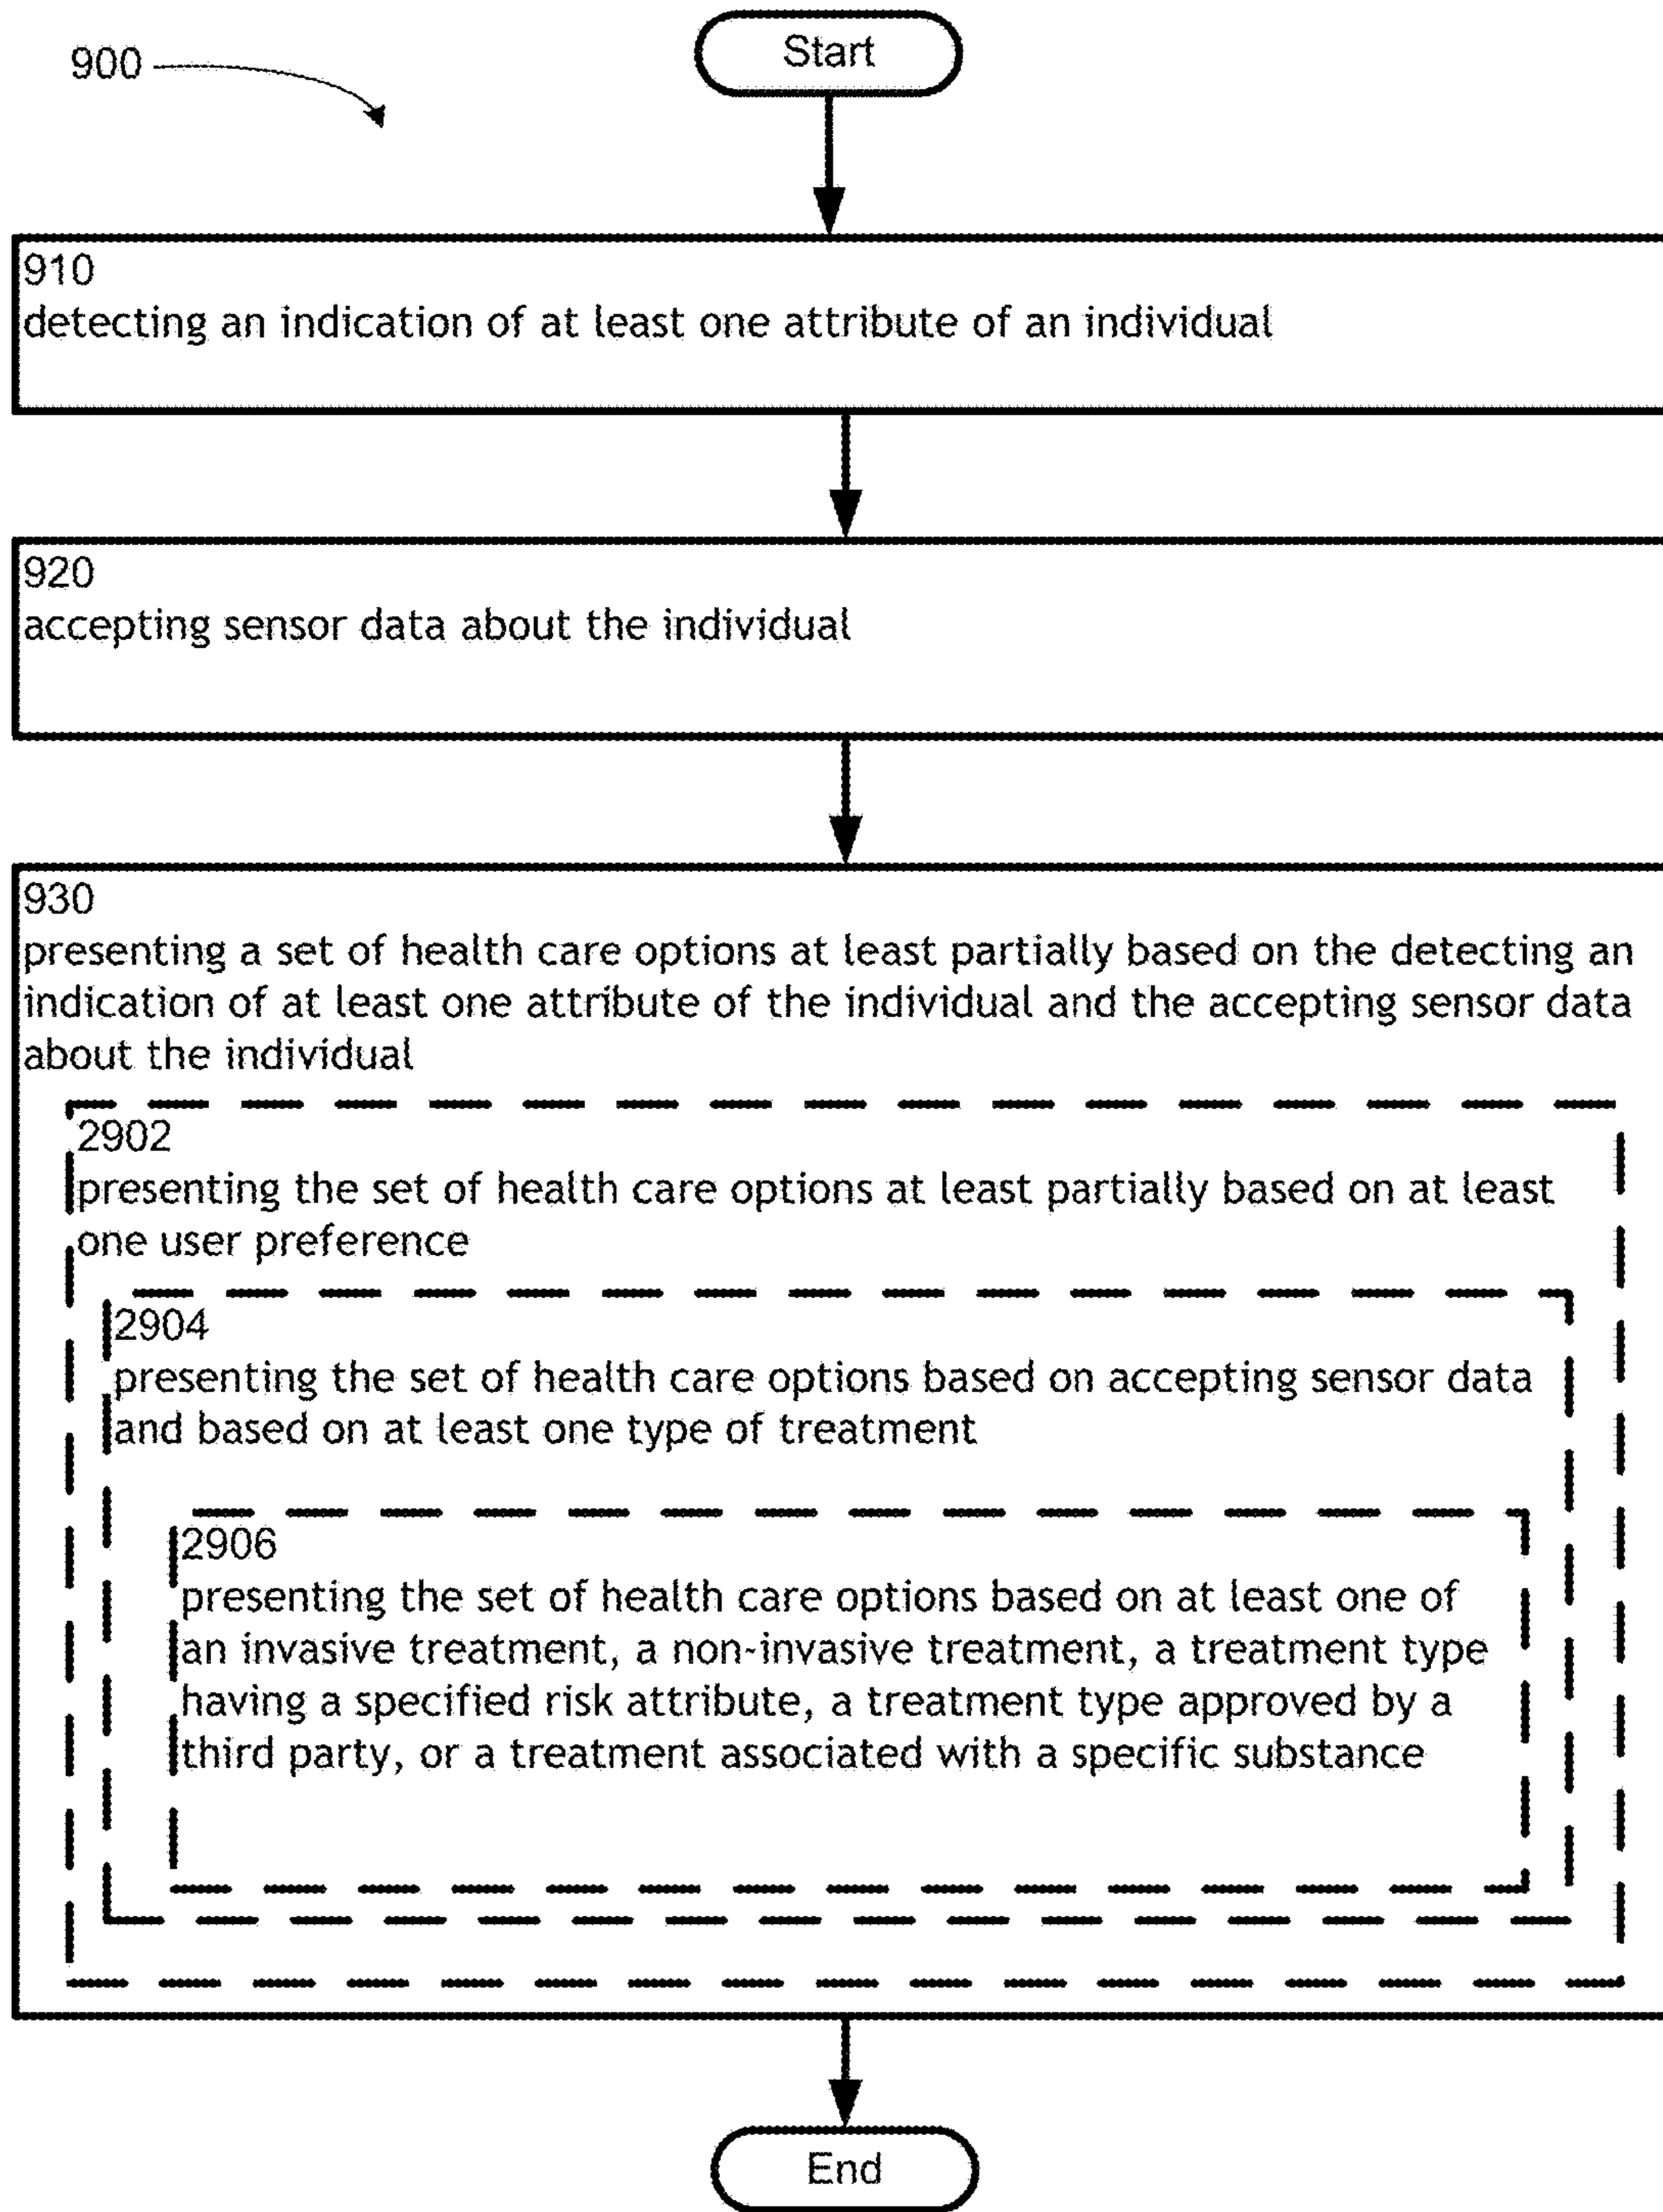 900
Start
910
detecting an indication of at least one attribute of an individual
920
accepting sensor data about the individual
930
presenting a set of health care options at least partially based on the detecting an
indication of at least one attribute of the individual and the accepting sensor data
about the individual
2902
presenting the set of health care options at least partially based on at least
one user preference
2904
presenting the set of health care options based on accepting sensor data
and based on at least one type of treatment
2906
presenting the set of health care options based on at least one of
an invasive treatment, a non-invasive treatment, a treatment type
having a specified risk attribute, a treatment type approved by a
third party, or a treatment associated with a specific substance
End